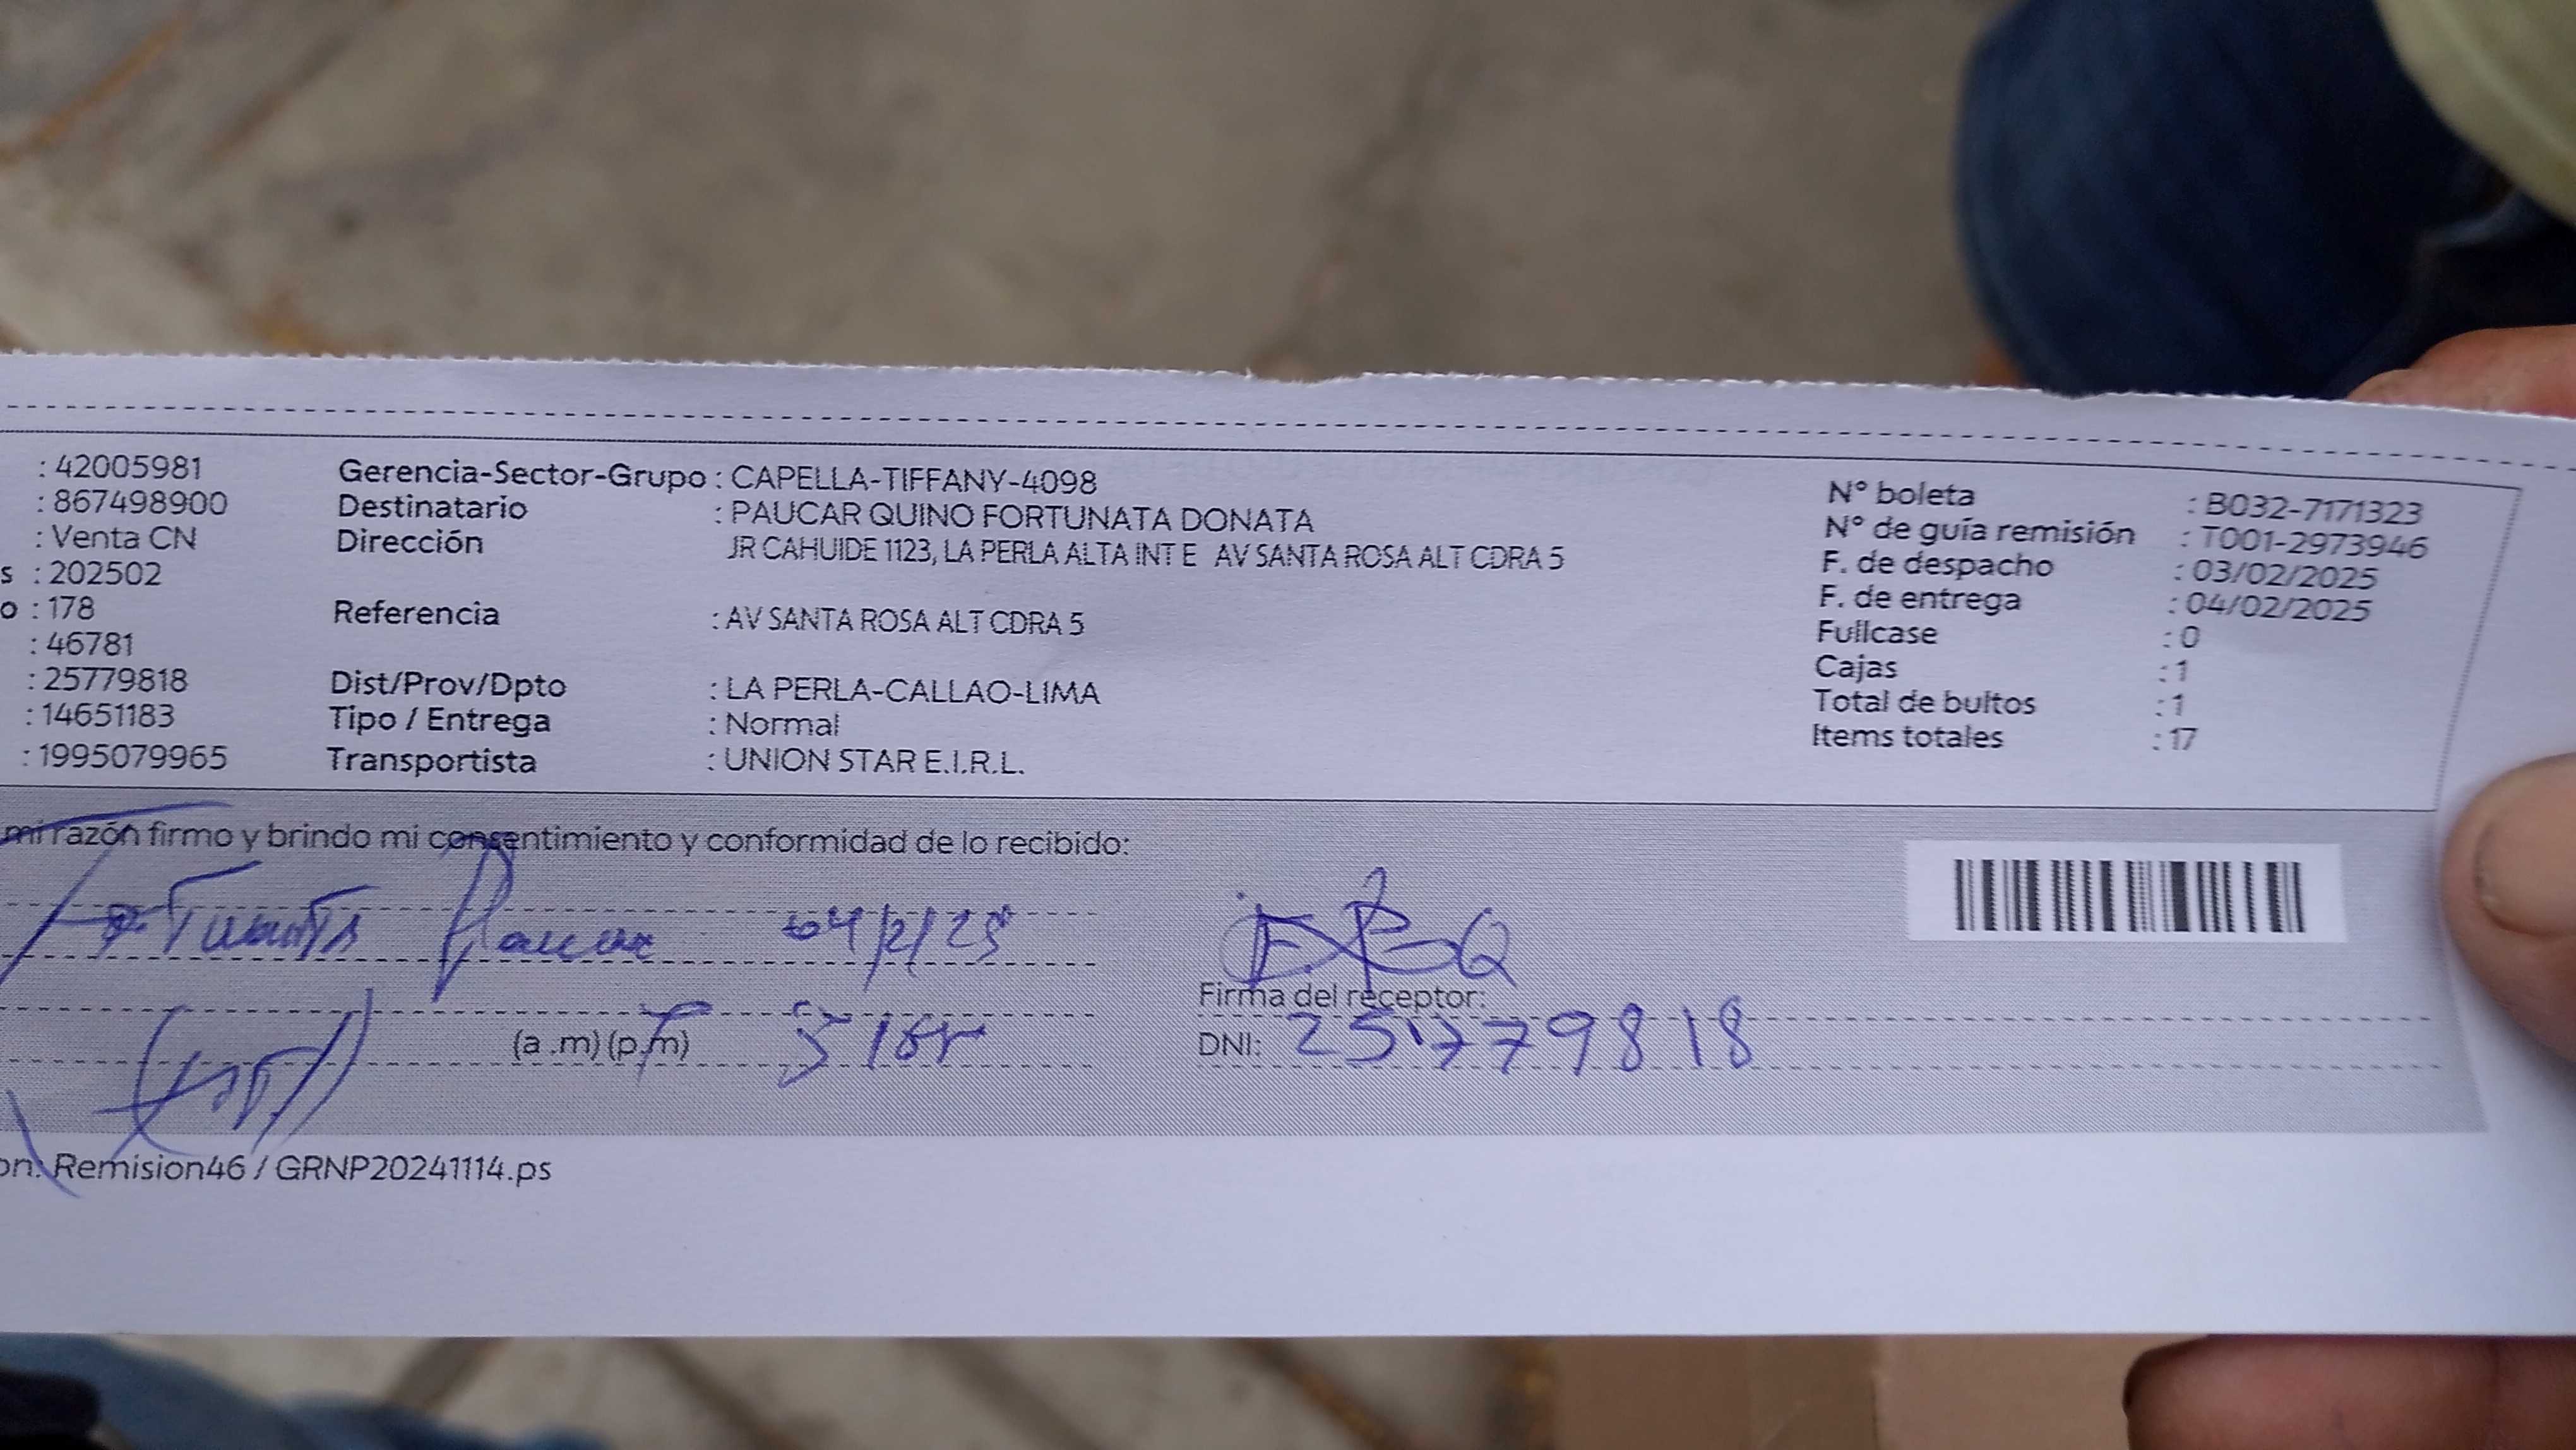 : 42005981 Gerencia-Sector-Grupo : CAPELLA-TIFFANY-4098 N° boleta : B032-7171323
: 867498900 Destinatario : PAUCAR QUINO FORTUNATA DONATA N° de guía remisión : T001-2973946
: Venta CN Dirección JR CAHUIDE 1123, LA PERLA ALTA INT E AV SANTA ROSA ALT CDRA 5 F. de despacho : 03/02/2025
s : 202502 F. de entrega : 04/02/2025
o : 178 Referencia : AV SANTA ROSA ALT CDRA 5 Fullcase : 0
: 46781 Cajas : 1
: 25779818 Dist/Prov/Dpto : LA PERLA-CALLAO-LIMA Total de bultos : 1
: 14651183 Tipo / Entrega : Normal Items totales : 17
: 1995079965 Transportista : UNION STAR E.I.R.L.
mi razón firmo y brindo mi consentimiento y conformidad de lo recibido:
Paucar 04/2/25
Firma del receptor:
(a .m) (p.m) DNI: 25779818
on: Remision46 / GRNP20241114.ps